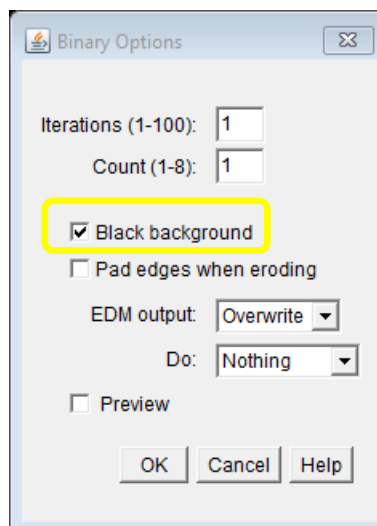 Binary Options
Iterations (1-100): 1
Count (1-8): 1
Black background
Pad edges when eroding
EDM output: Overwrite
Do: Nothing
Preview
OK Cancel Help